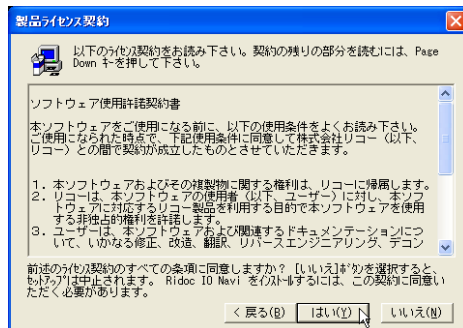 製品ライセンス契約
以下のライセンス契約をお読み下さい。契約の残りの部分を読むには、Page
Down キーを押して下さい。
ソフトウェア使用許諾契約書
本ソフトウェアをご使用になる前に、以下の使用条件をよくお読み下さい。
ご使用になられた時点で、下記使用条件に同意して株式会社リコー（以下、
リコー）との間で契約が成立したものとさせていただきます。
1. 本ソフトウェアおよびその複製物に関する権利は、リコーに帰属します。
2. リコーは、本ソフトウェアの使用者（以下、ユーザー）に対し、本ソフ
トウェアに対応するリコー製品を利用する目的で本ソフトウェアを使用
する非独占的権利を許諾します。
3. ユーザーは、本ソフトウェアおよび関連するドキュメンテーションにつ
いて、いかなる修正、改造、翻訳、リバースエンジニアリング、デコン
前述のライセンス契約のすべての条項に同意しますか? [いいえ]ボタンを選択すると、
セットアップは中止されます。 Ridoc IO Navi をインストールするには、この契約に同意い
ただく必要があります。
< 戻る(B) はい(Y) いいえ(N)